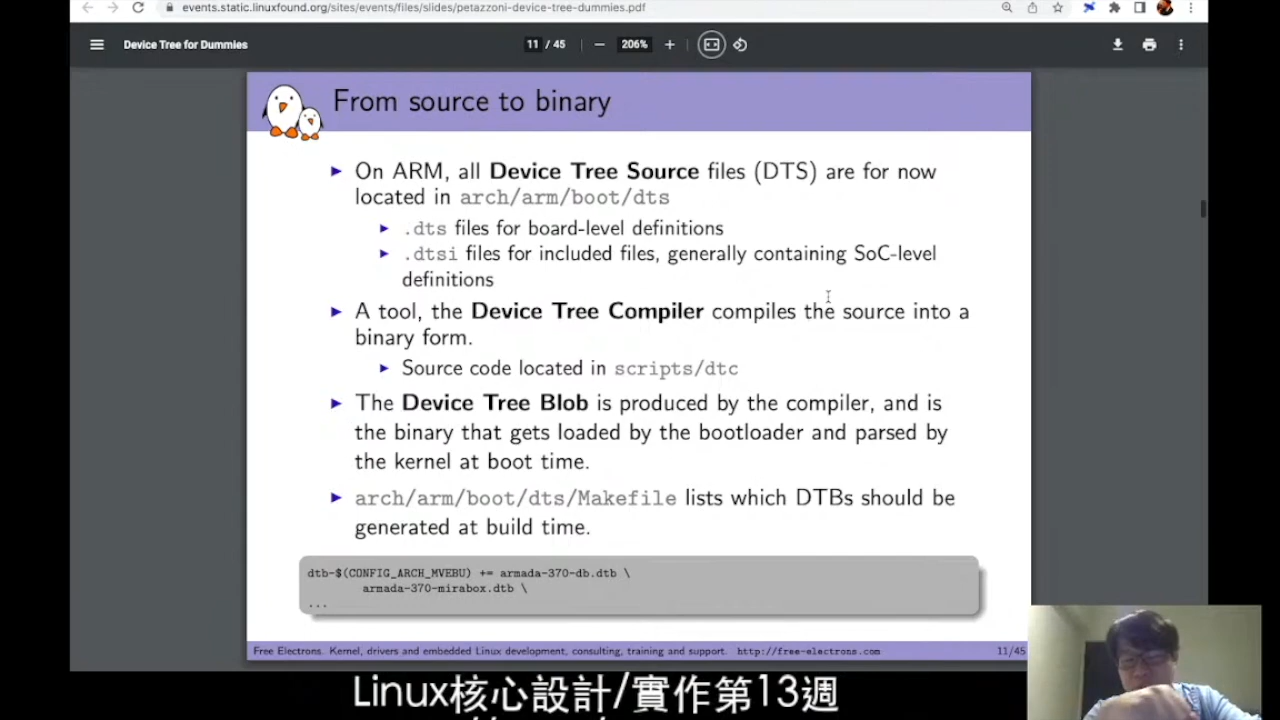 events.static.linuxfound.org/sites/events/files/slides/petazzoni-device-tree-dummies.pdf
Device Tree for Dummies
11 / 45
206%
From source to binary
On ARM, all Device Tree Source files (DTS) are for now
located in arch/arm/boot/dts
.dts files for board-level definitions
.dtsi files for included files, generally containing SoC-level
definitions
A tool, the Device Tree Compiler compiles the source into a
binary form.
Source code located in scripts/dtc
The Device Tree Blob is produced by the compiler, and is
the binary that gets loaded by the bootloader and parsed by
the kernel at boot time.
arch/arm/boot/dts/Makefile lists which DTBs should be
generated at build time.
dtb-$(CONFIG_ARCH_MVEBU) += armada-370-db.dtb \
armada-370-mirabox.dtb \
...
Free Electrons. Kernel, drivers and embedded Linux development, consulting, training and support. http://free-electrons.com
11/45
Linux核心設計/實作第13週